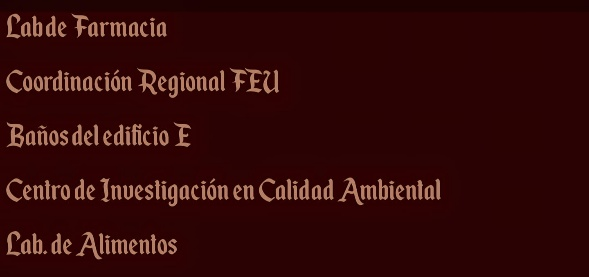 Lab de Farmacia
Coordinación Regional FEU
Baños del edificio E
Centro de Investigación en Calidad Ambiental
Lab. de Alimentos